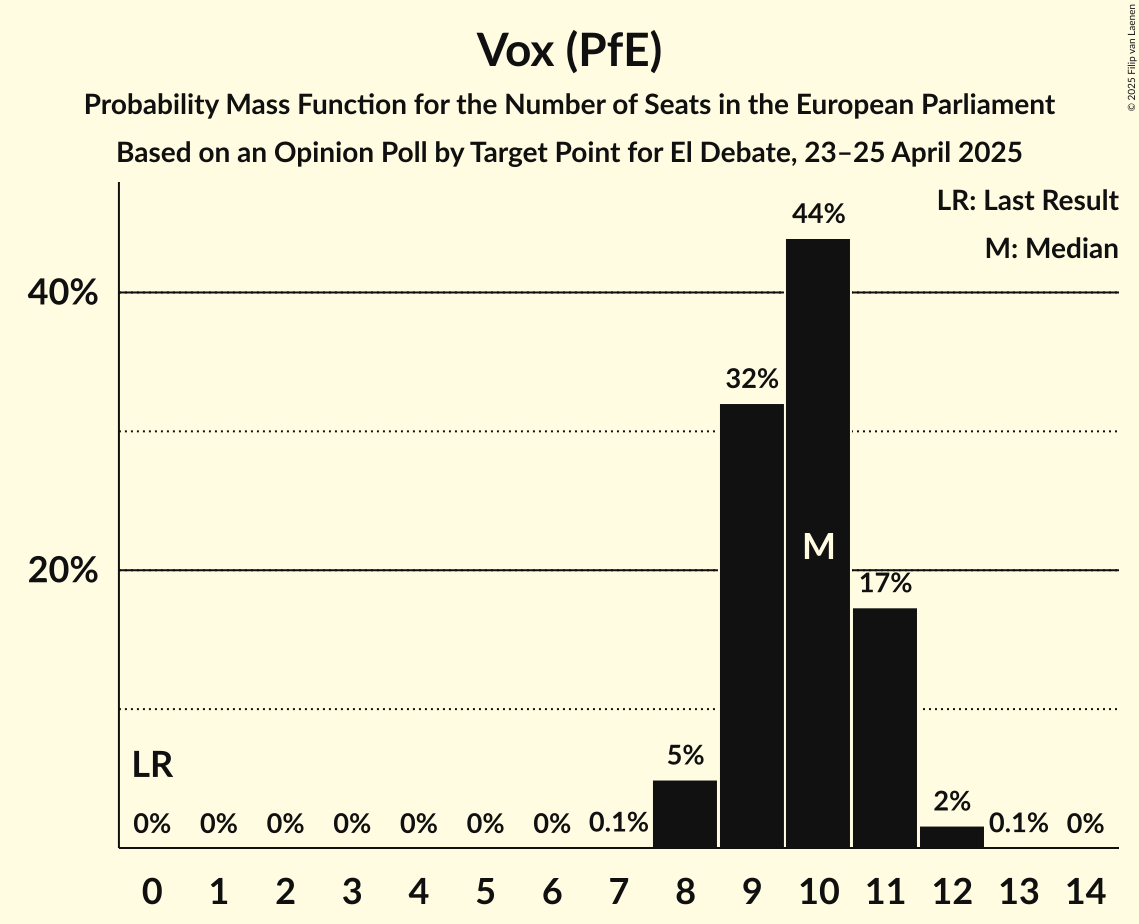 Vox (PfE)
Probability Mass Function for the Number of Seats in the European Parliament
Based on an Opinion Poll by Target Point for El Debate, 23–25 April 2025
© 2025 Filip van Laenen
LR: Last Result
M: Median
44%
40%
32%
M
20%
17%
LR
5%
2%
0% 0% 0% 0% 0% 0% 0% 0.1% 0.1% 0%
0 1 2 3 4 5 6 7 8 9 10 11 12 13 14